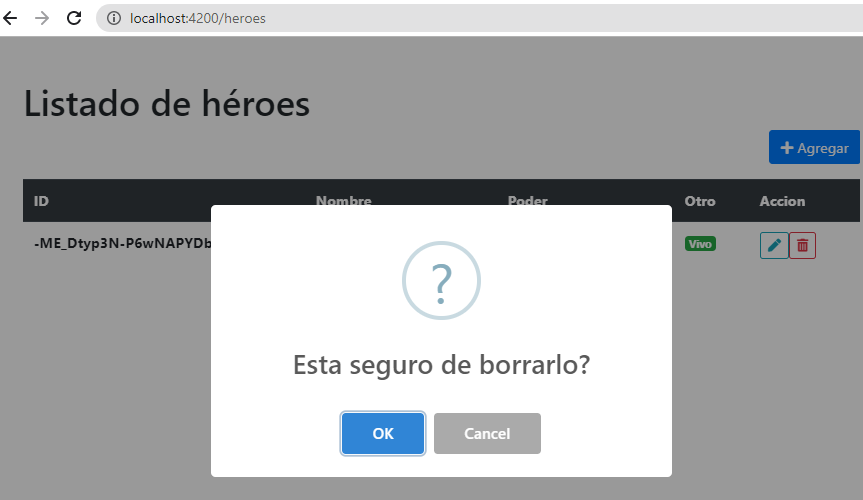 localhost:4200/heroes
Listado de héroes
Agregar
ID Nombre Poder Otro Accion
-ME_Dtyp3N-P6wNAPYDb Vivo
?
Esta seguro de borrarlo?
OK Cancel